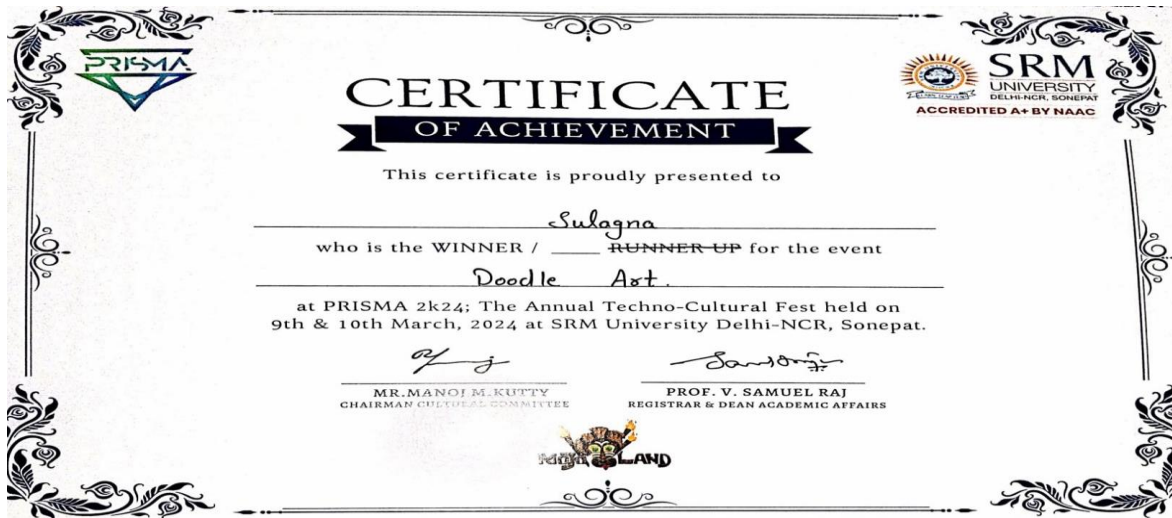 PRISMA
SRM
UNIVERSITY
DELHI-NCR, SONEPAT
ACCREDITED A+ BY NAAC
CERTIFICATE
OF ACHIEVEMENT
This certificate is proudly presented to
Sulagna
who is the WINNER / ____ RUNNER UP for the event
Doodle Art.
at PRISMA 2k24; The Annual Techno-Cultural Fest held on
9th & 10th March, 2024 at SRM University Delhi-NCR, Sonepat.
MR.MANOJ M.KUTTY
CHAIRMAN CULTURAL COMMITTEE
PROF. V. SAMUEL RAJ
REGISTRAR & DEAN ACADEMIC AFFAIRS
LAND